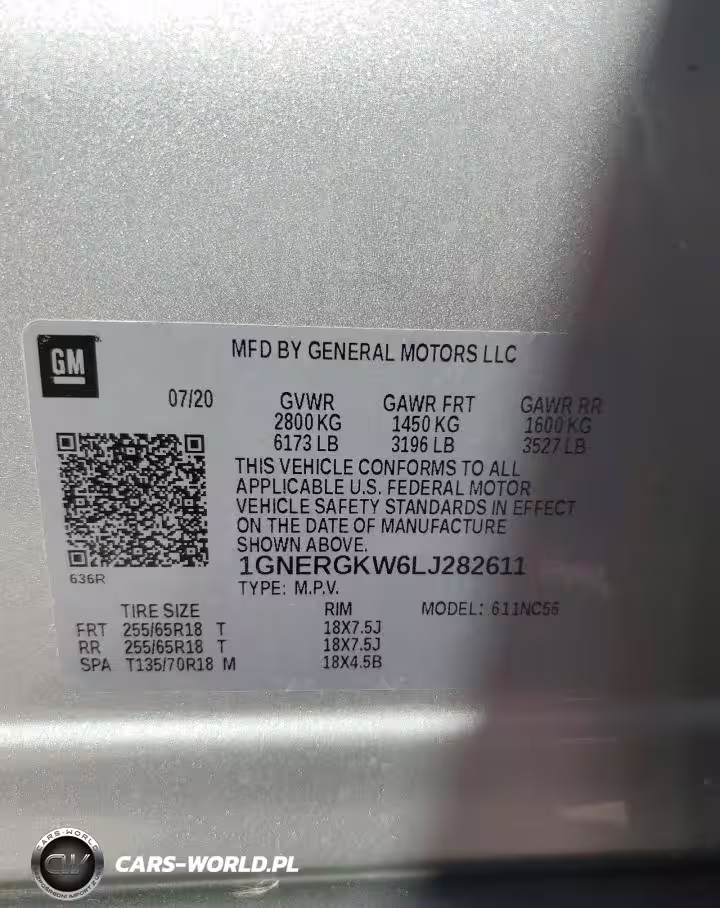 GM
MFD BY GENERAL MOTORS LLC
07/20 GVWR GAWR FRT GAWR RR
2800 KG 1450 KG 1600 KG
6173 LB 3196 LB 3527 LB
THIS VEHICLE CONFORMS TO ALL
APPLICABLE U.S. FEDERAL MOTOR
VEHICLE SAFETY STANDARDS IN EFFECT
ON THE DATE OF MANUFACTURE
SHOWN ABOVE.
1GNERGKW6LJ282611
636R
TYPE: M.P.V.
TIRE SIZE RIM MODEL: 611NC56
FRT 255/65R18 T 18X7.5J
RR 255/65R18 T 18X7.5J
SPA T135/70R18 M 18X4.5B
CARS-WORLD
CW
CARS-WORLD.PL